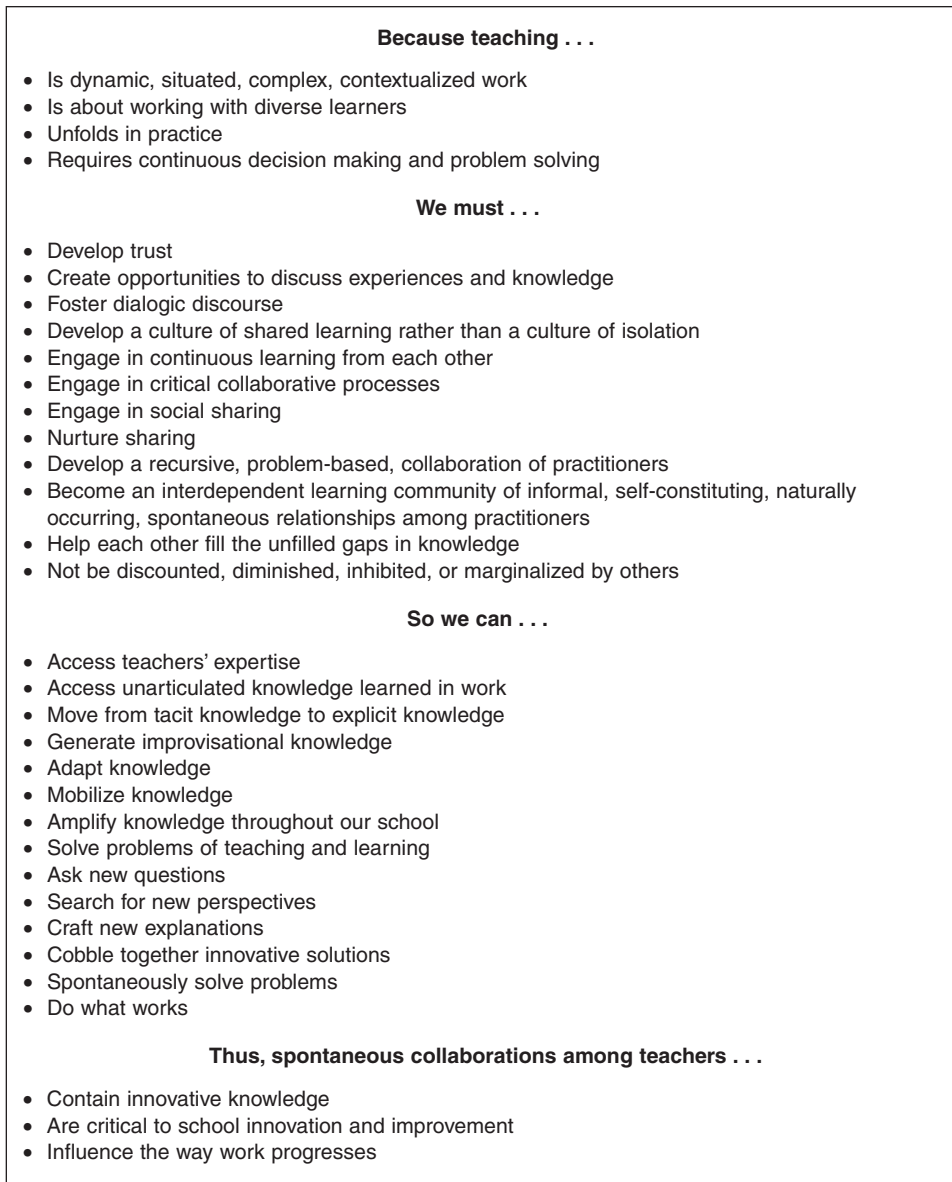 Because teaching . . .
• Is dynamic, situated, complex, contextualized work
• Is about working with diverse learners
• Unfolds in practice
• Requires continuous decision making and problem solving
We must . . .
• Develop trust
• Create opportunities to discuss experiences and knowledge
• Foster dialogic discourse
• Develop a culture of shared learning rather than a culture of isolation
• Engage in continuous learning from each other
• Engage in critical collaborative processes
• Engage in social sharing
• Nurture sharing
• Develop a recursive, problem-based, collaboration of practitioners
• Become an interdependent learning community of informal, self-constituting, naturally
occurring, spontaneous relationships among practitioners
• Help each other fill the unfilled gaps in knowledge
• Not be discounted, diminished, inhibited, or marginalized by others
So we can . . .
• Access teachers’ expertise
• Access unarticulated knowledge learned in work
• Move from tacit knowledge to explicit knowledge
• Generate improvisational knowledge
• Adapt knowledge
• Mobilize knowledge
• Amplify knowledge throughout our school
• Solve problems of teaching and learning
• Ask new questions
• Search for new perspectives
• Craft new explanations
• Cobble together innovative solutions
• Spontaneously solve problems
• Do what works
Thus, spontaneous collaborations among teachers . . .
• Contain innovative knowledge
• Are critical to school innovation and improvement
• Influence the way work progresses